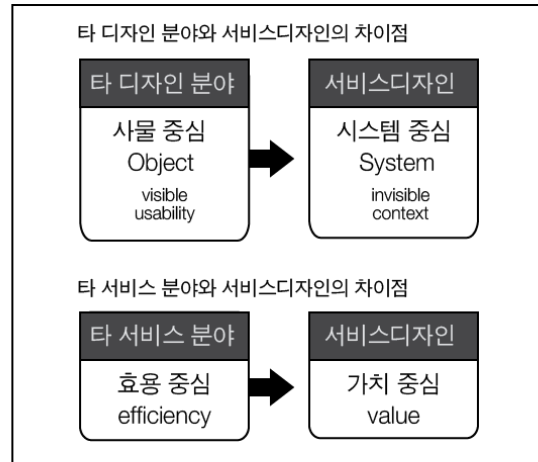 타 디자인 분야와 서비스디자인의 차이점
타 디자인 분야
서비스디자인
사물 중심
Object
visible
usability
시스템 중심
System
invisible
context
타 서비스 분야와 서비스디자인의 차이점
타 서비스 분야
서비스디자인
효용 중심
efficiency
가치 중심
value